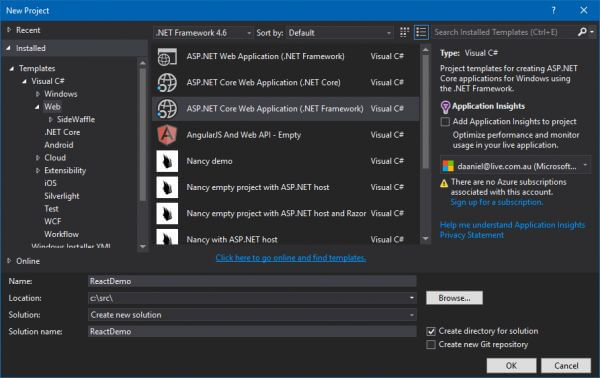 New Project
Recent
.NET Framework 4.6
Sort by:
Default
Search Installed Templates (Ctrl+E)
Installed
Templates
Visual C#
Windows
Web
SideWaffle
.NET Core
Android
Cloud
Extensibility
iOS
Silverlight
Test
WCF
Workflow
Windows Installer XML
Online
ASP.NET Web Application (.NET Framework) Visual C#
ASP.NET Core Web Application (.NET Core) Visual C#
ASP.NET Core Web Application (.NET Framework) Visual C#
AngularJS And Web API - Empty Visual C#
Nancy demo Visual C#
Nancy empty project with ASP.NET host Visual C#
Nancy empty project with ASP.NET host and Razor Visual C#
Nancy with ASP.NET host Visual C#
Click here to go online and find templates.
Type: Visual C#
Project templates for creating ASP.NET
Core applications for Windows using
the .NET Framework.
Application Insights
Add Application Insights to project
Optimize performance and monitor
usage in your live application.
daaniel@live.com.au (Microsoft...
There are no Azure subscriptions
associated with this account.
Sign up for a subscription.
Help me understand Application Insights
Privacy Statement
Name: ReactDemo
Location: c:\src\
Browse...
Solution: Create new solution
Solution name: ReactDemo
Create directory for solution
Create new Git repository
OK
Cancel